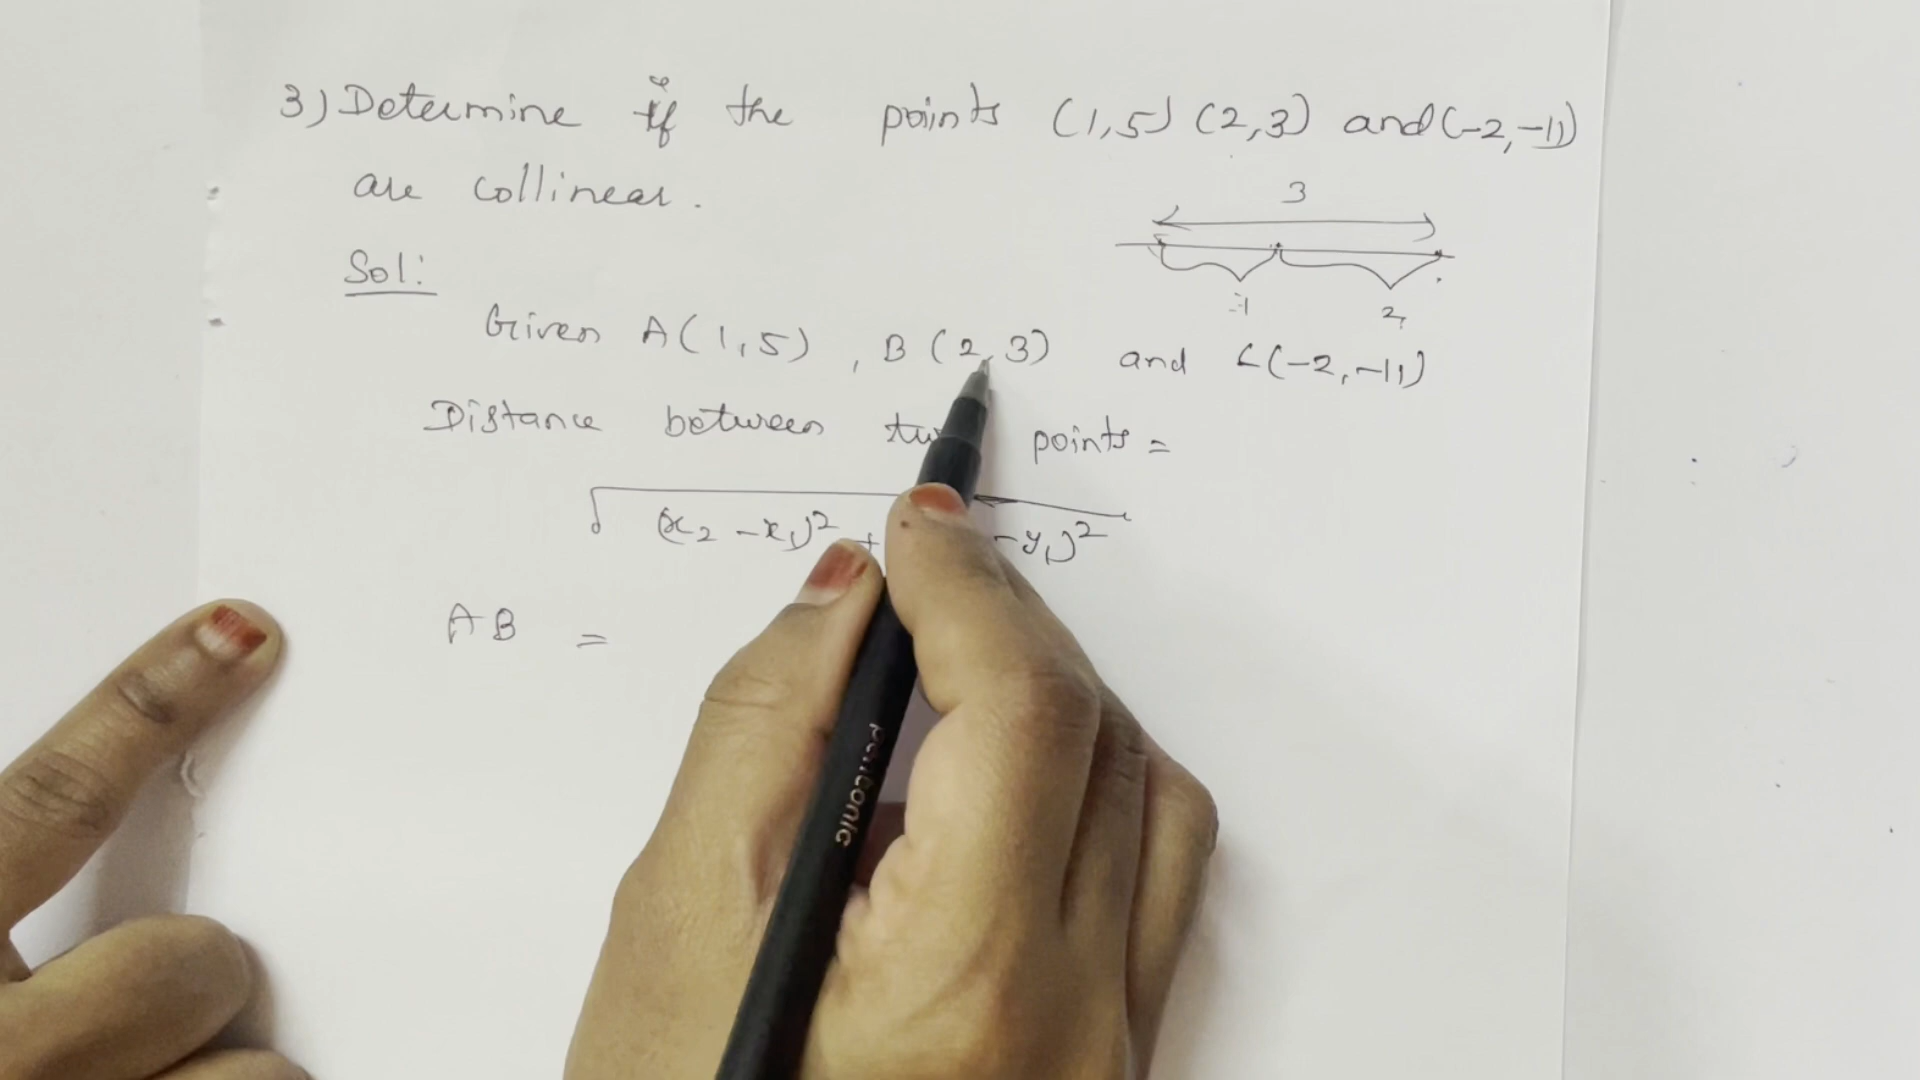 3) Determine if the points (1,5) (2,3) and (-2,-11)
are collinear.
3
1
2
Sol:
Given A(1,5), B(2,3) and C(-2,-11)
Distance between two points =
√(x₂ -x₁)² + -y₁)²
AB =
pentonic